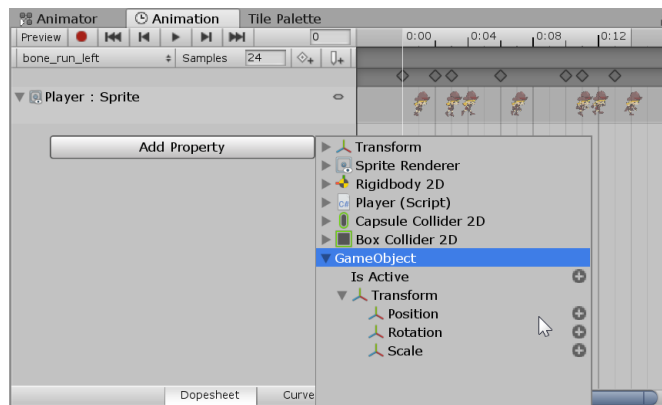 Animator Animation Tile Palette
Preview 0 0:00 0:04 0:08 0:12
bone_run_left Samples 24
Player : Sprite
Add Property
Transform
Sprite Renderer
Rigidbody 2D
C# Player (Script)
Capsule Collider 2D
Box Collider 2D
GameObject
Is Active
Transform
Position
Rotation
Scale
Dopesheet Curve